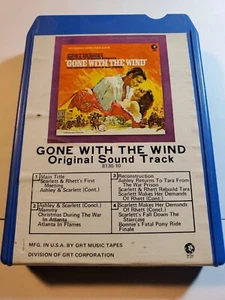 "GONE WITH THE WIND"
GONE WITH THE WIND
Original Sound Track
8130-10
1 Main Title
Scarlett & Rhett's First
Meeting
Ashley & Scarlett (Cont.)
2 Ashley & Scarlett (Concl.)
Mammy
Christmas During The War
In Atlanta
Atlanta In Flames
3 Reconstruction
Ashley Returns To Tara From
The War Prison
Scarlett & Rhett Rebuild Tara
Scarlett Makes Her Demands
Of Rhett (Cont.)
4 Scarlett Makes Her Demands
Of Rhett (Concl.)
Scarlett's Fall Down The
Staircase
Bonnie's Fatal Pony Ride
Finale
MFG. IN U.S.A. BY GRT MUSIC TAPES
DIVISION OF GRT CORPORATION